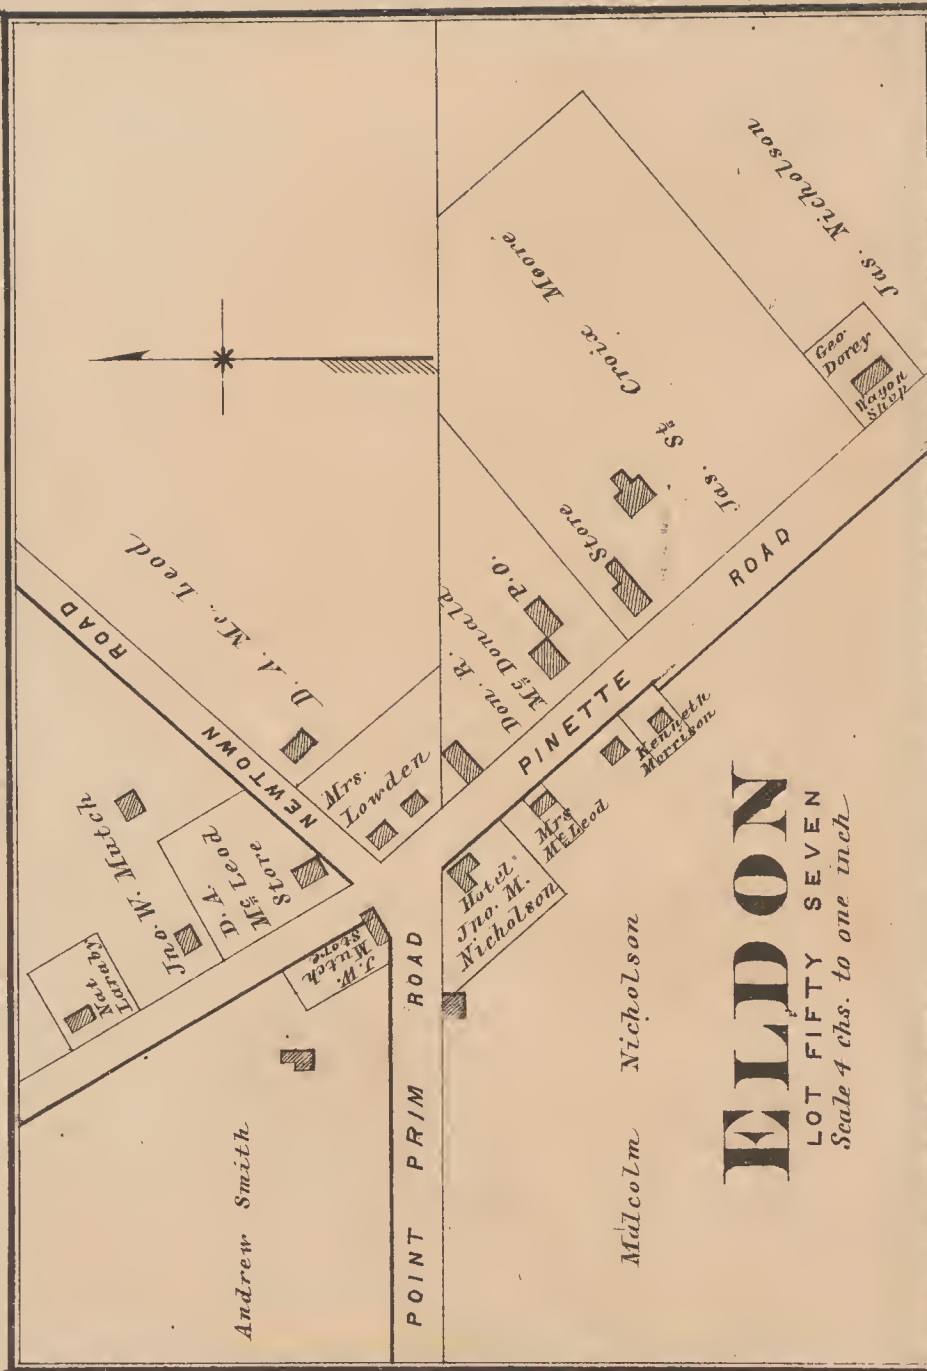 ELDON
LOT FIFTY SEVEN
Scale 4 chs. to one inch
Andrew Smith
POINT PRIM ROAD
Malcolm Nicholson
Nat
Laraby
Jno. W. Mutch
D. A.
McLeod
Store
J. W.
Mutch
Store
NEWTOWN ROAD
D. A. Mc. Leod
Mrs.
Lowden
Hotel
Jno. M.
Nicholson
Mrs
McLeod
Kenneth
Morrison
PINETTE ROAD
Don. R.
McDonald
P.O.
Store
Jas. St. Croix Moore
Geo
Dorey
Wagon
Shop
Jas. Nicholson